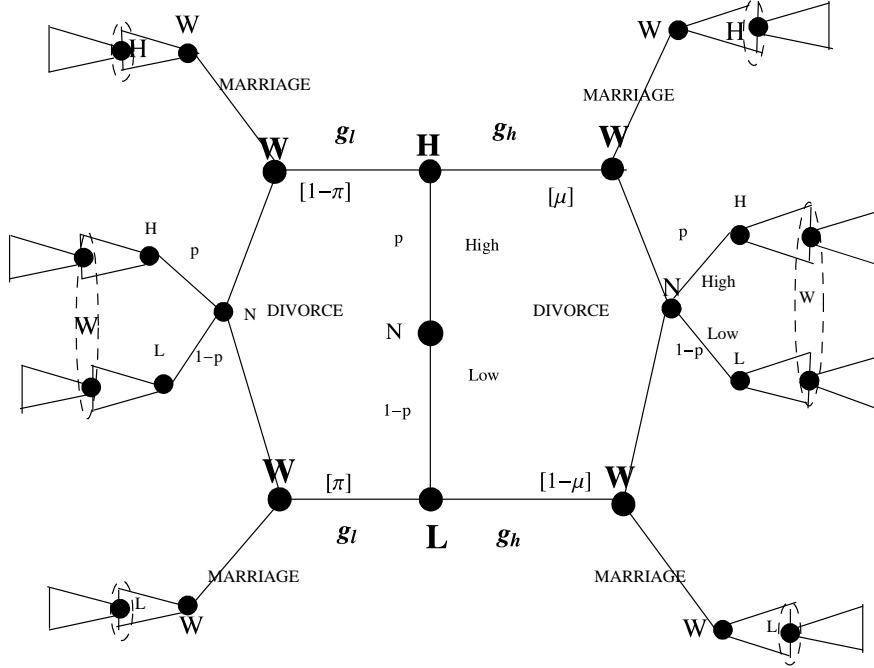 W
H
W
H
MARRIAGE
MARRIAGE
g_l
H
g_h
W
W
[1−π]
[μ]
H
p
p
High
p
H
W
N
DIVORCE
N
DIVORCE
N
High
W
L
1−p
Low
1−p
Low
1−p
L
W
[π]
[1−μ]
W
g_l
L
g_h
MARRIAGE
MARRIAGE
L
W
W
L